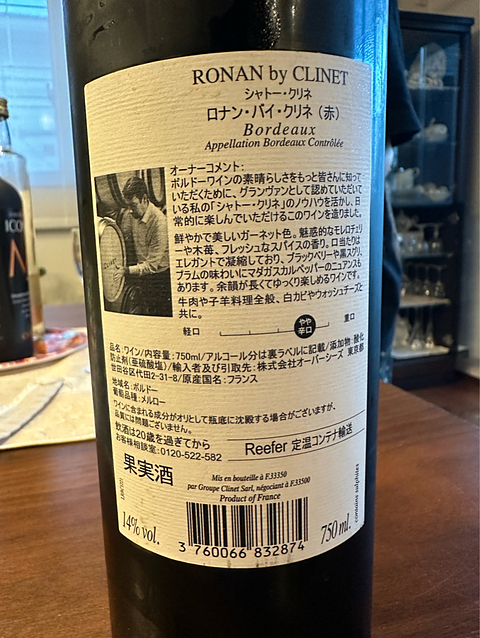 RONAN by CLINET
シャトー・クリネ
ロナン・バイ・クリネ（赤）
Bordeaux
Appellation Bordeaux Contrôlée
オーナーコメント：
ボルドーワインの素晴らしさをもっと皆さんに知って
いただくために、グランヴァンとして認めていただいて
いる私の「シャトー・クリネ」のノウハウを活かし、日
常的に楽しんでいただけるこのワインを造りました。
鮮やかで美しいガーネット色。魅惑的なモレロチェリ
ーや木苺、フレッシュなスパイスの香り。口当たりは
エレガントで凝縮しており、ブラックベリーや黒スグリ、
プラムの味わいにマダガスカルペッパーのニュアンスも
あります。余韻が長くてゆっくり楽しめるワインです。
牛肉や子羊料理全般、白カビやウォッシュチーズと
共に。
軽口 やや辛口 重口
品名：ワイン/内容量：750ml/アルコール分は裏ラベルに記載/添加物：酸化
防止剤（亜硫酸塩）/輸入者及び引取先：株式会社オーバーシーズ 東京都
世田谷区代田2-31-8/原産国名：フランス
地域名：ボルドー
葡萄品種：メルロー
ワインに含まれる成分がオリとして瓶底に沈殿する場合がございますが、
品質には問題ございません。
飲酒は20歳を過ぎてから
お客様相談室：0120-522-582
Reefer 定温コンテナ輸送
果実酒
Mis en bouteille à F.33350
par Groupe Clinet Sarl, négociant à F.33500
Product of France
14% vol.
750 ml.
contains sulphites
3 760066 832874
ICO